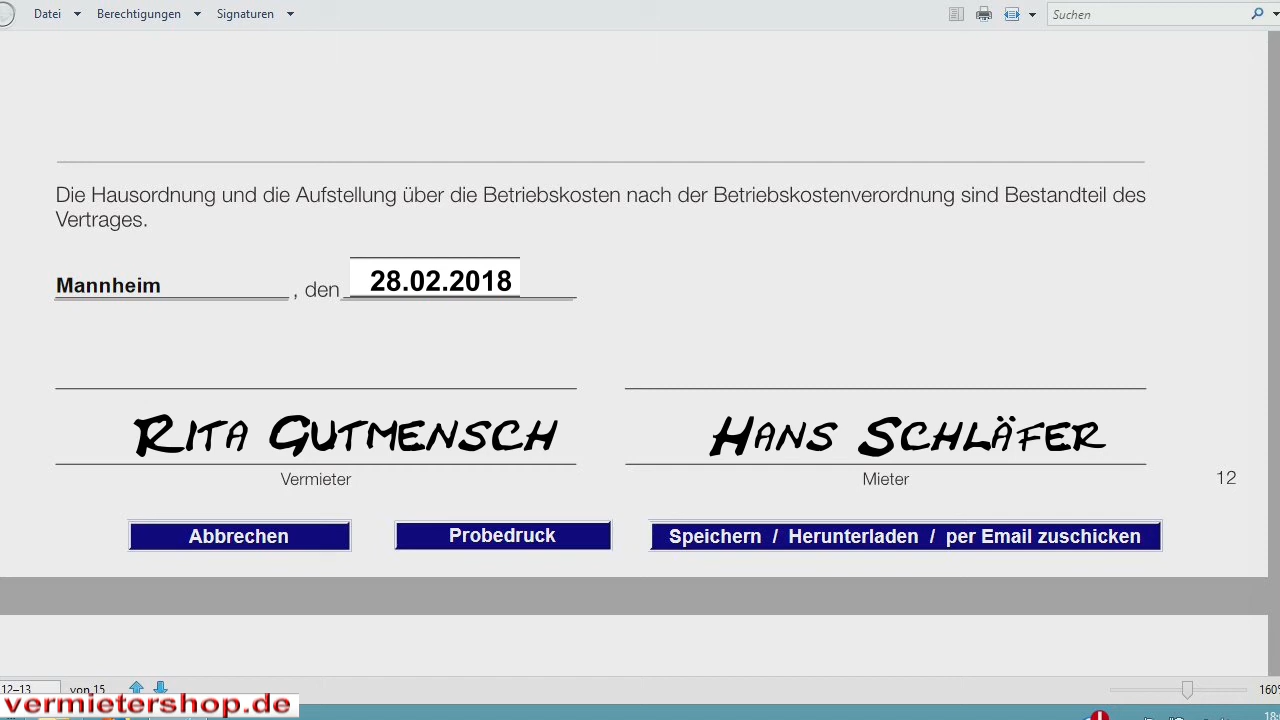 Datei Berechtigungen Signaturen Suchen
Die Hausordnung und die Aufstellung über die Betriebskosten nach der Betriebskostenverordnung sind Bestandteil des
Vertrages.
Mannheim , den 28.02.2018
RITA GUTMENSCH HANS SCHLÄFER
Vermieter Mieter 12
Abbrechen Probedruck Speichern / Herunterladen / per Email zuschicken
12–13 von 15 160%
vermietershop.de